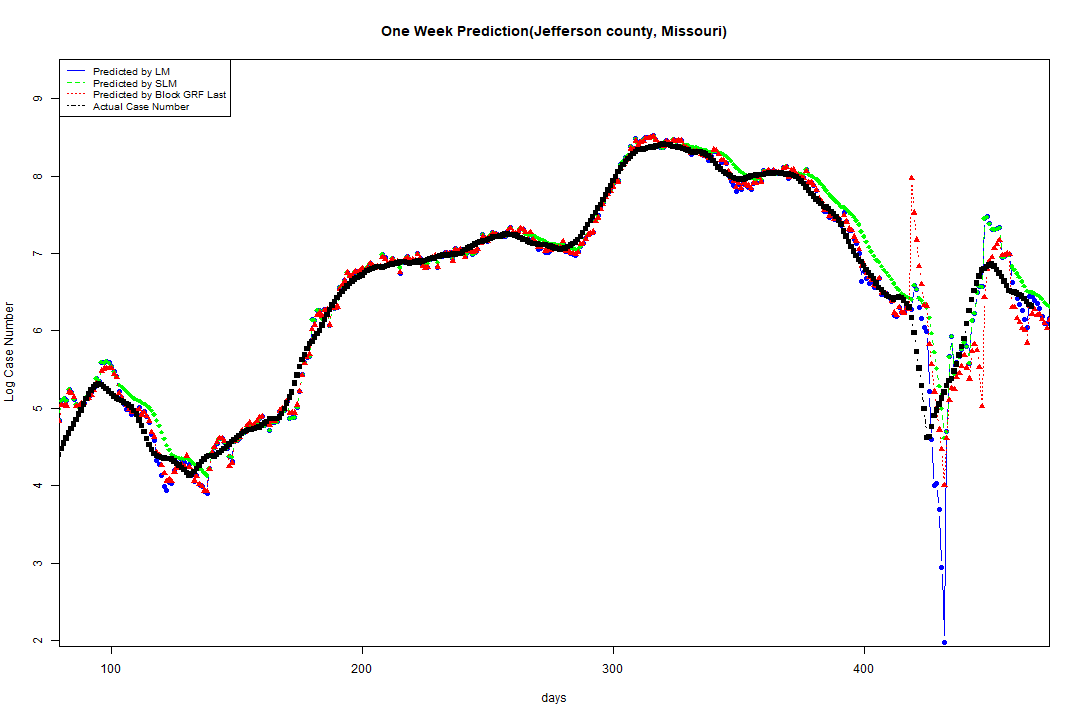 One Week Prediction(Jefferson county, Missouri)
Predicted by LM
Predicted by SLM
Predicted by Block GRF Last
Actual Case Number
Log Case Number
9
8
7
6
5
4
3
2
100 200 300 400
days